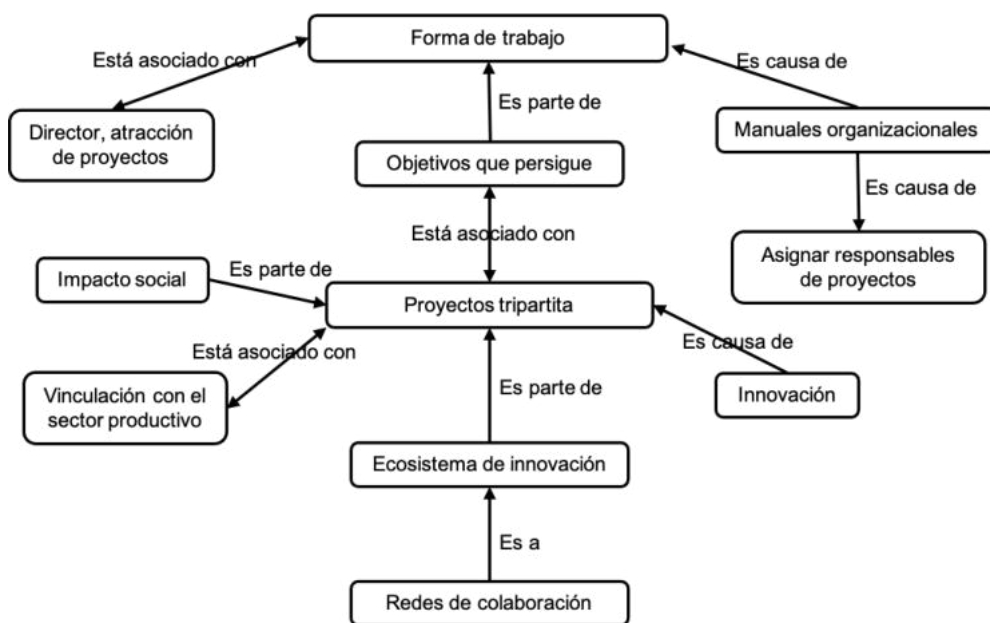 Forma de trabajo
Está asociado con
Es causa de
Es parte de
Director, atracción
de proyectos
Manuales organizacionales
Objetivos que persigue
Es causa de
Está asociado con
Asignar responsables
de proyectos
Impacto social
Es parte de
Proyectos tripartita
Está asociado con
Es causa de
Vinculación con el
sector productivo
Es parte de
Innovación
Ecosistema de innovación
Es a
Redes de colaboración